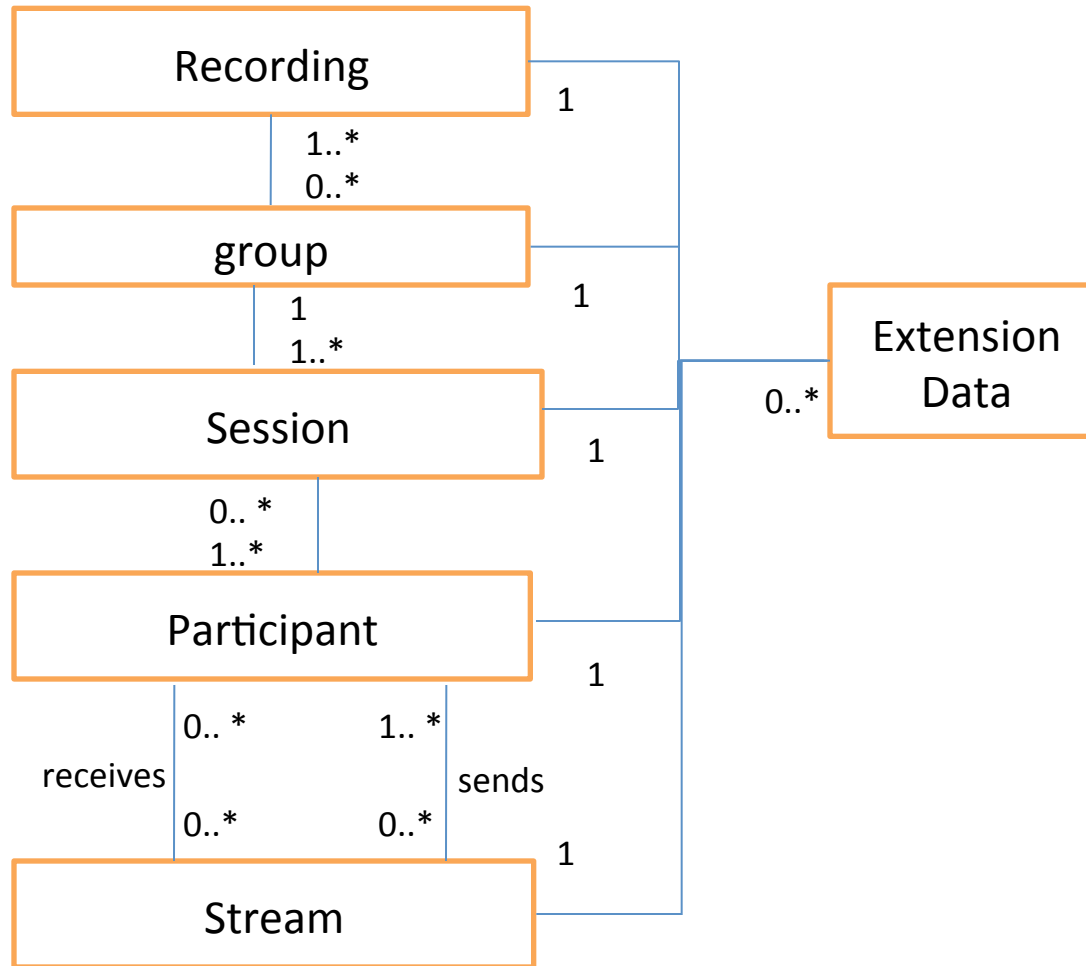 Recording
1
1..*
0..*
group
1
1
1..*
Extension
Data
0..*
Session
1
0.. *
1..*
Participant
1
0.. *
1.. *
receives
sends
0..*
0..*
1
Stream